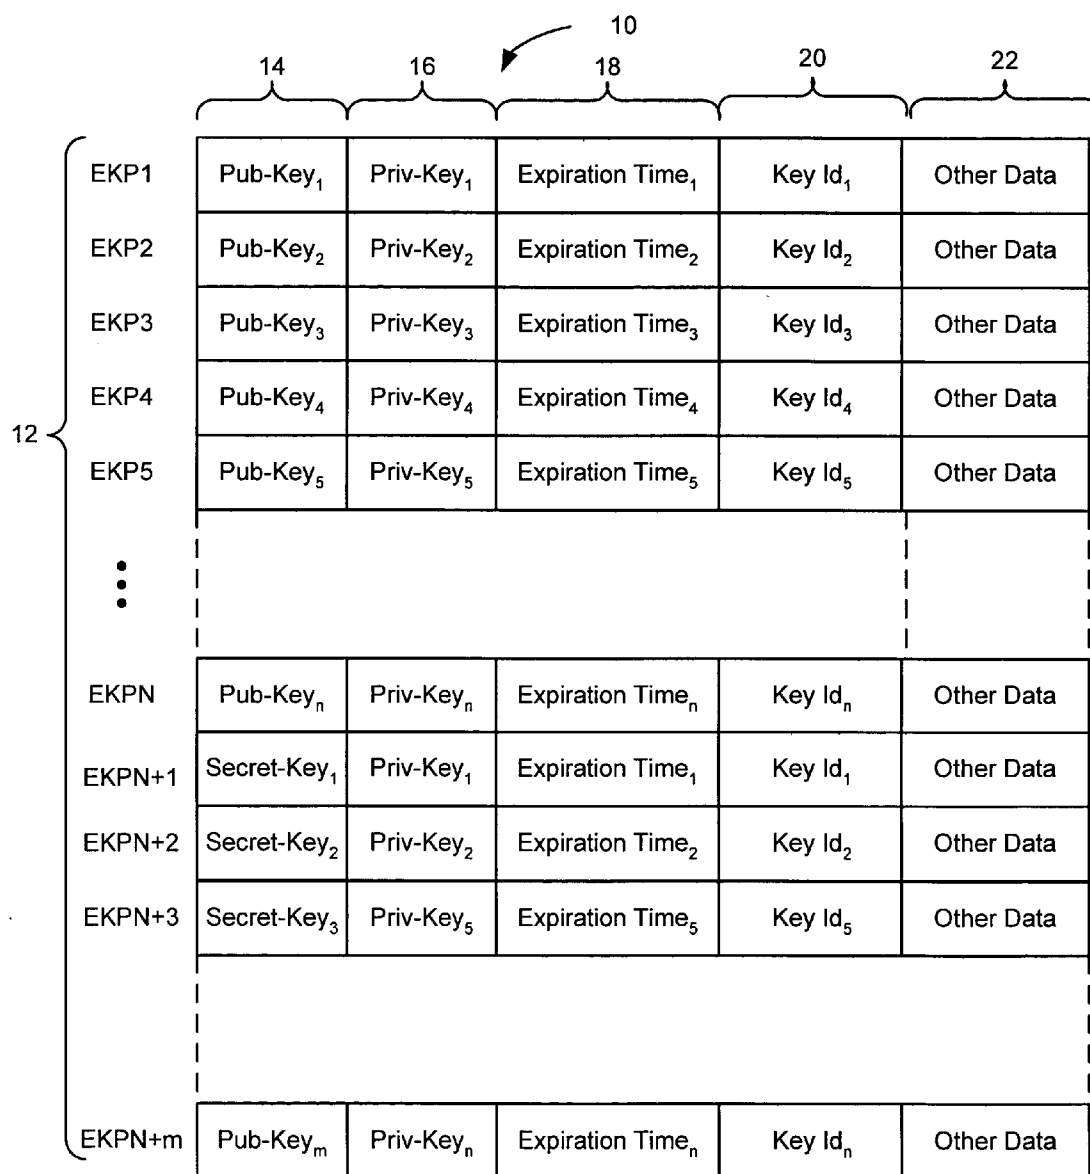 10
14 16 18 20 22
EKP1 Pub-Key₁ Priv-Key₁ Expiration Time₁ Key Id₁ Other Data
EKP2 Pub-Key₂ Priv-Key₂ Expiration Time₂ Key Id₂ Other Data
EKP3 Pub-Key₃ Priv-Key₃ Expiration Time₃ Key Id₃ Other Data
EKP4 Pub-Key₄ Priv-Key₄ Expiration Time₄ Key Id₄ Other Data
12
EKP5 Pub-Key₅ Priv-Key₅ Expiration Time₅ Key Id₅ Other Data
EKPN Pub-Keyₙ Priv-Keyₙ Expiration Timeₙ Key Idₙ Other Data
EKPN+1 Secret-Key₁ Priv-Key₁ Expiration Time₁ Key Id₁ Other Data
EKPN+2 Secret-Key₂ Priv-Key₂ Expiration Time₂ Key Id₂ Other Data
EKPN+3 Secret-Key₃ Priv-Key₅ Expiration Time₅ Key Id₅ Other Data
EKPN+m Pub-Keyₘ Priv-Keyₙ Expiration Timeₙ Key Idₙ Other Data